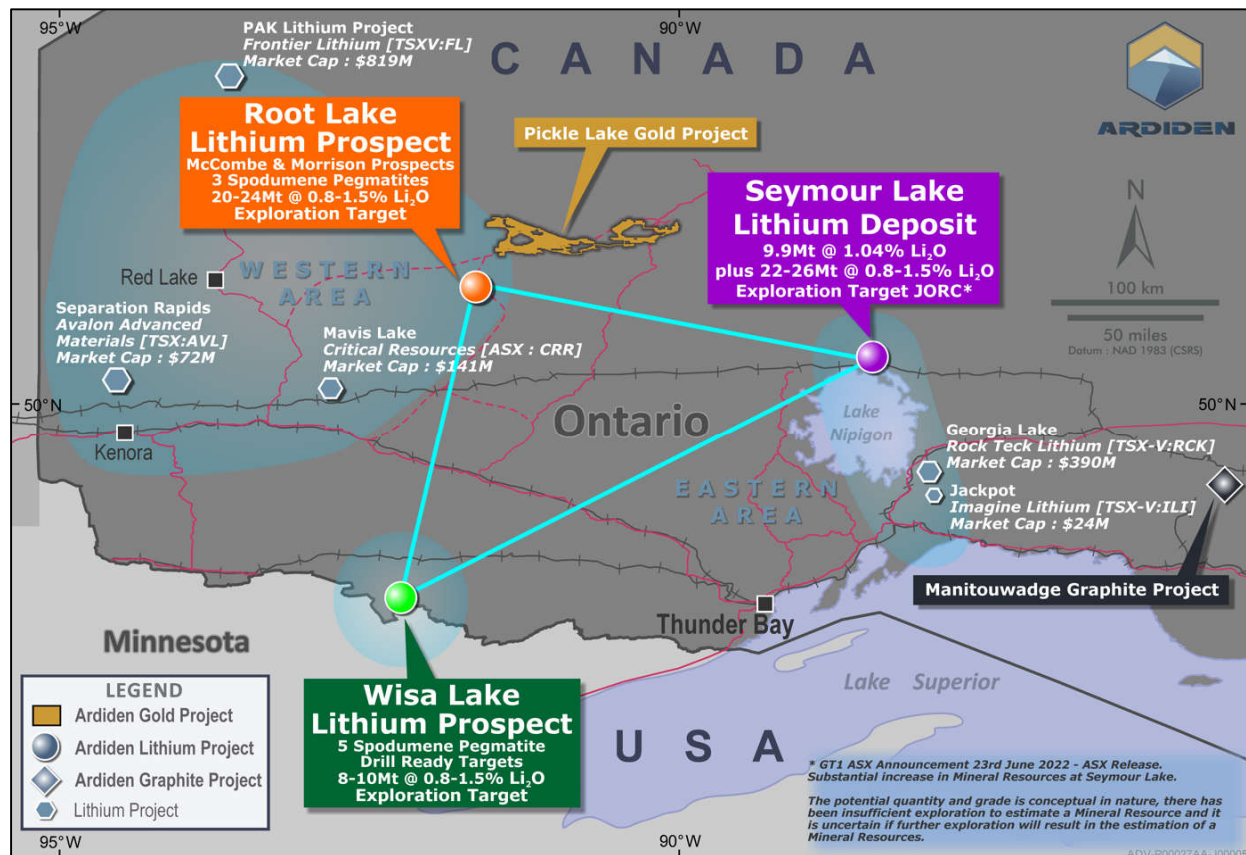 95°W
90°W
PAK Lithium Project
Frontier Lithium [TSXV:FL]
Market Cap : $819M
CANADA
ARDIDEN
Root Lake
Lithium Prospect
McCombe & Morrison Prospects
3 Spodumene Pegmatites
20-24Mt @ 0.8-1.5% Li₂O
Exploration Target
Pickle Lake Gold Project
Seymour Lake
Lithium Deposit
9.9Mt @ 1.04% Li₂O
plus 22-26Mt @ 0.8-1.5% Li₂O
Exploration Target JORC*
N
100 km
50 miles
Datum : NAD 1983 (CSRS)
Red Lake
WESTERN
AREA
Separation Rapids
Avalon Advanced
Materials [TSX:AVL]
Market Cap : $72M
Mavis Lake
Critical Resources [ASX : CRR]
Market Cap : $141M
50°N
50°N
Kenora
Ontario
Lake
Nipigon
Georgia Lake
Rock Teck Lithium [TSX-V:RCK]
Market Cap : $390M
EASTERN
AREA
Jackpot
Imagine Lithium [TSX-V:ILI]
Market Cap : $24M
Manitouwadge Graphite Project
Thunder Bay
Minnesota
Lake Superior
USA
Wisa Lake
Lithium Prospect
5 Spodumene Pegmatite
Drill Ready Targets
8-10Mt @ 0.8-1.5% Li₂O
Exploration Target
LEGEND
Ardiden Gold Project
Ardiden Lithium Project
Ardiden Graphite Project
Lithium Project
* GT1 ASX Announcement 23rd June 2022 - ASX Release.
Substantial increase in Mineral Resources at Seymour Lake.
The potential quantity and grade is conceptual in nature, there has
been insufficient exploration to estimate a Mineral Resource and it
is uncertain if further exploration will result in the estimation of a
Mineral Resources.
95°W
90°W